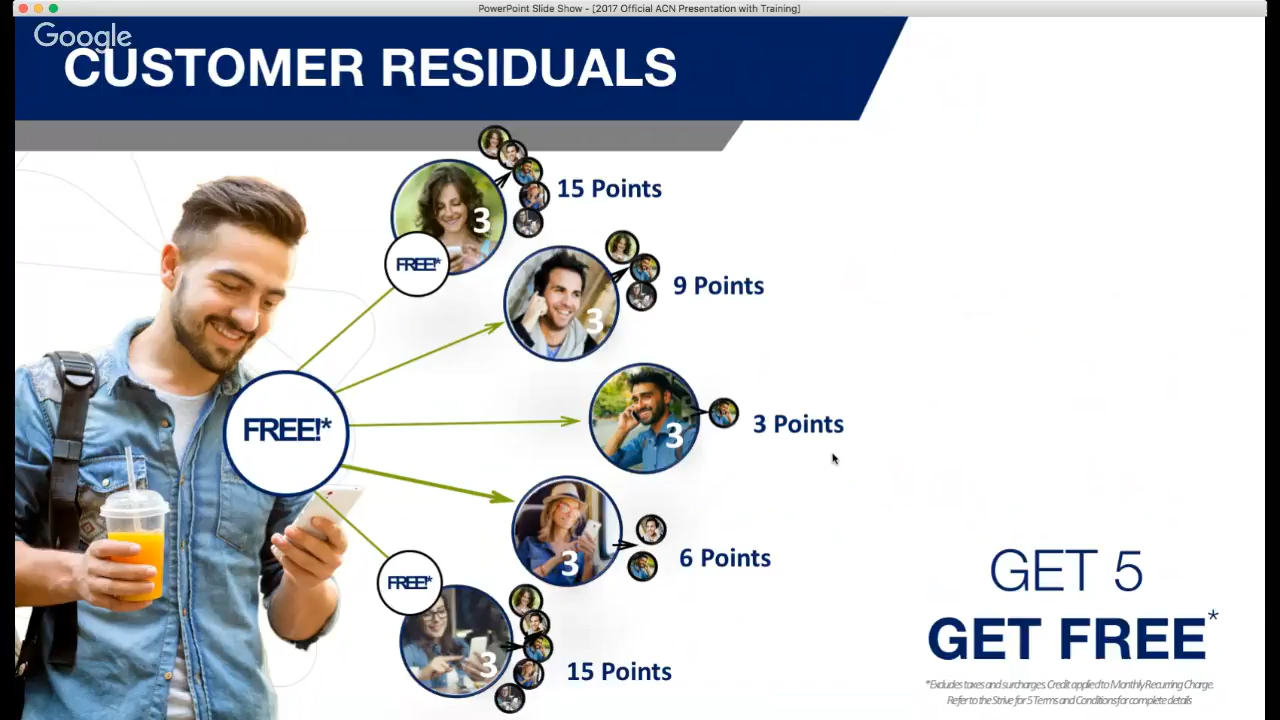 PowerPoint Slide Show - [2017 Official ACN Presentation with Training]
Google
CUSTOMER RESIDUALS
15 Points
3
FREE!*
9 Points
3
FREE!*
3 Points
3
6 Points
3
FREE!*
15 Points
3
GET 5
GET FREE*
*Excludes taxes and surcharges. Credit applied to Monthly Recurring Charge.
Refer to the Strive for 5 Terms and Conditions for complete details